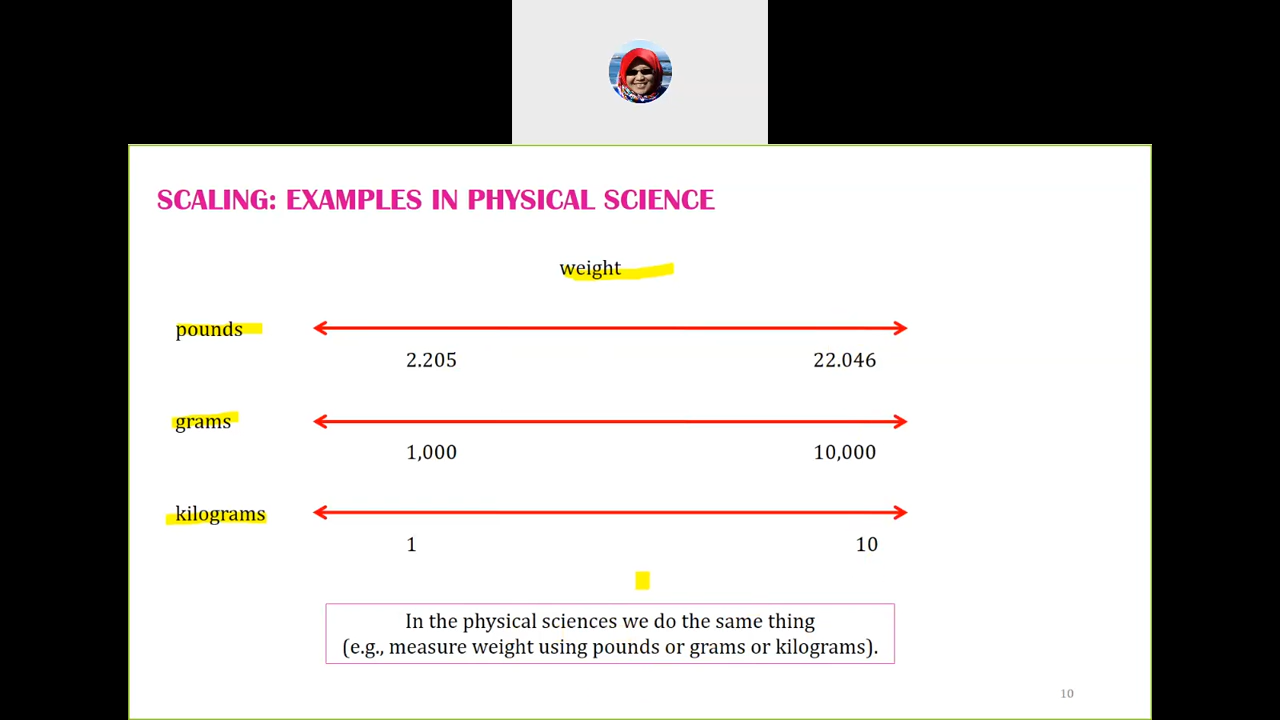 SCALING: EXAMPLES IN PHYSICAL SCIENCE
weight
pounds
2.205 22.046
grams
1,000 10,000
kilograms
1 10
In the physical sciences we do the same thing
(e.g., measure weight using pounds or grams or kilograms).
10